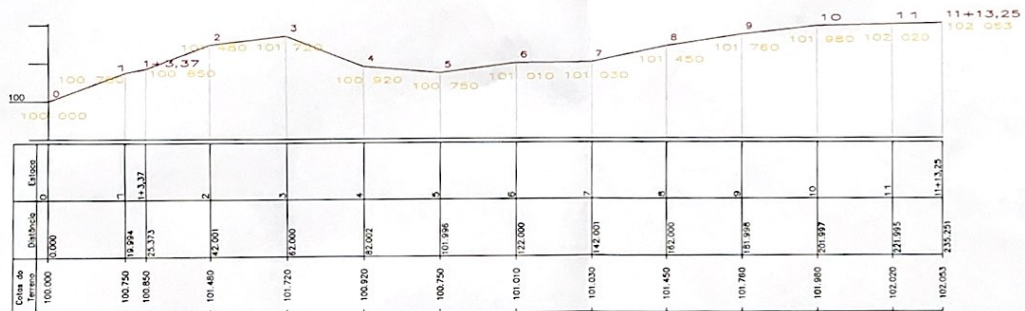 0 1 1+3,37 2 3 4 5 6 7 8 9 10 11 11+13,25
100 000 100 750 100 850 101 480 101 720 100 920 100 750 101 010 101 030 101 450 101 760 101 980 102 020 102 053
100
Estaca 0 1 1+3,37 2 3 4 5 6 7 8 9 10 11 11+13,25
Distância 0.000 19.994 25.373 42.001 62.000 82.002 101.996 122.000 142.001 162.000 181.998 201.997 221.995 235.251
Cotas do
Terreno 100.000 100.750 100.850 101.480 101.720 100.920 100.750 101.010 101.030 101.450 101.760 101.980 102.020 102.053